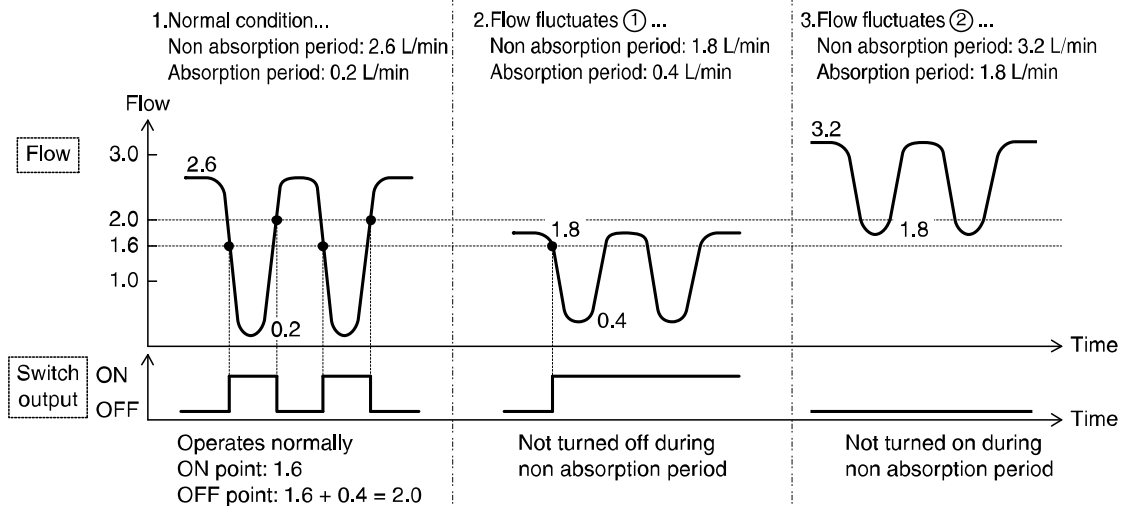 1.Normal condition...
Non absorption period: 2.6 L/min
Absorption period: 0.2 L/min
2.Flow fluctuates ① ...
Non absorption period: 1.8 L/min
Absorption period: 0.4 L/min
3.Flow fluctuates ② ...
Non absorption period: 3.2 L/min
Absorption period: 1.8 L/min
Flow
Flow
3.0
2.0
1.6
1.0
2.6
0.2
1.8
0.4
3.2
1.8
Time
Switch
output
ON
OFF
Time
Operates normally
ON point: 1.6
OFF point: 1.6 + 0.4 = 2.0
Not turned off during
non absorption period
Not turned on during
non absorption period